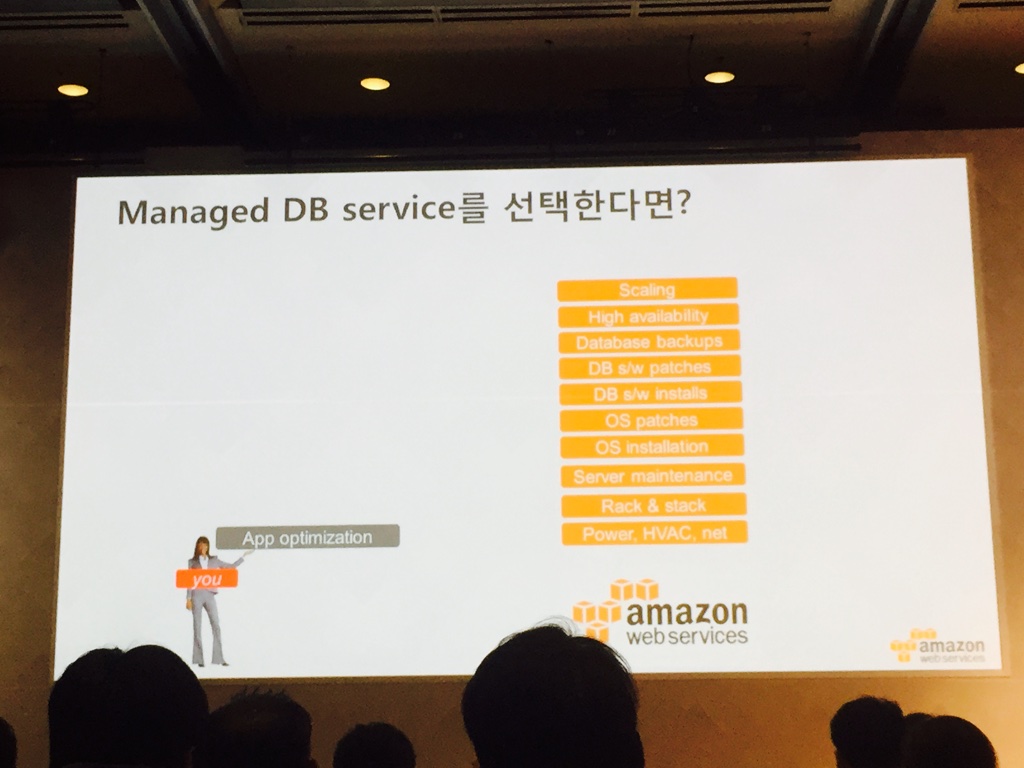 Managed DB service를 선택한다면?
Scaling
High availability
Database backups
DB s/w patches
DB s/w installs
OS patches
OS installation
Server maintenance
Rack & stack
Power, HVAC, net
App optimization
you
amazon
web services
amazon
web services